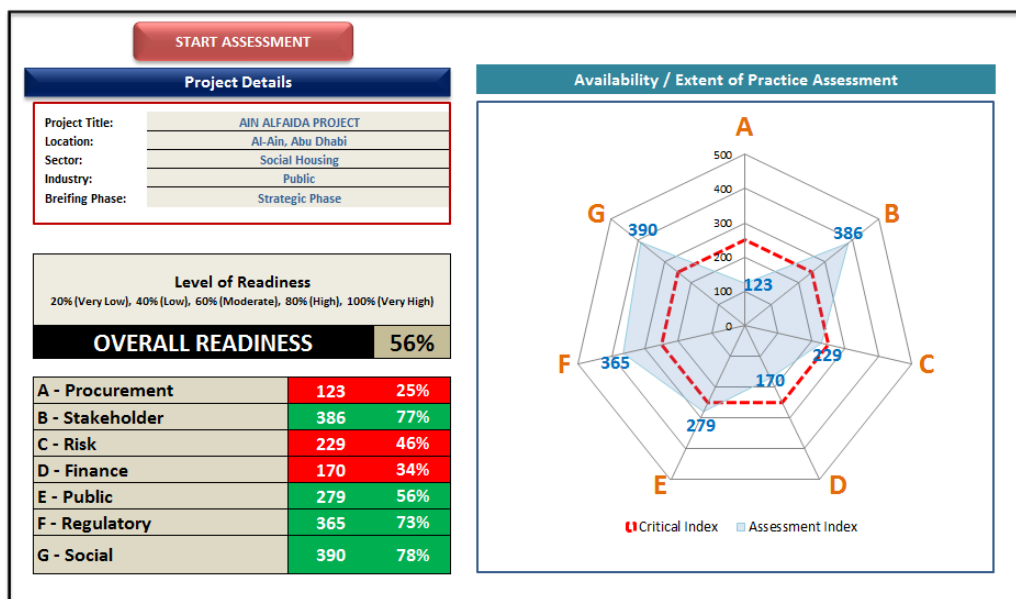 START ASSESSMENT
Project Details
Project Title: AIN ALFAIDA PROJECT
Location: Al-Ain, Abu Dhabi
Sector: Social Housing
Industry: Public
Breifing Phase: Strategic Phase
Level of Readiness
20% (Very Low), 40% (Low), 60% (Moderate), 80% (High), 100% (Very High)
OVERALL READINESS 56%
A - Procurement 123 25%
B - Stakeholder 386 77%
C - Risk 229 46%
D - Finance 170 34%
E - Public 279 56%
F - Regulatory 365 73%
G - Social 390 78%
Availability / Extent of Practice Assessment
A
500
400
300
200
100
0
G
B
390
386
123
F
365
229
C
170
279
E
D
Critical Index
Assessment Index